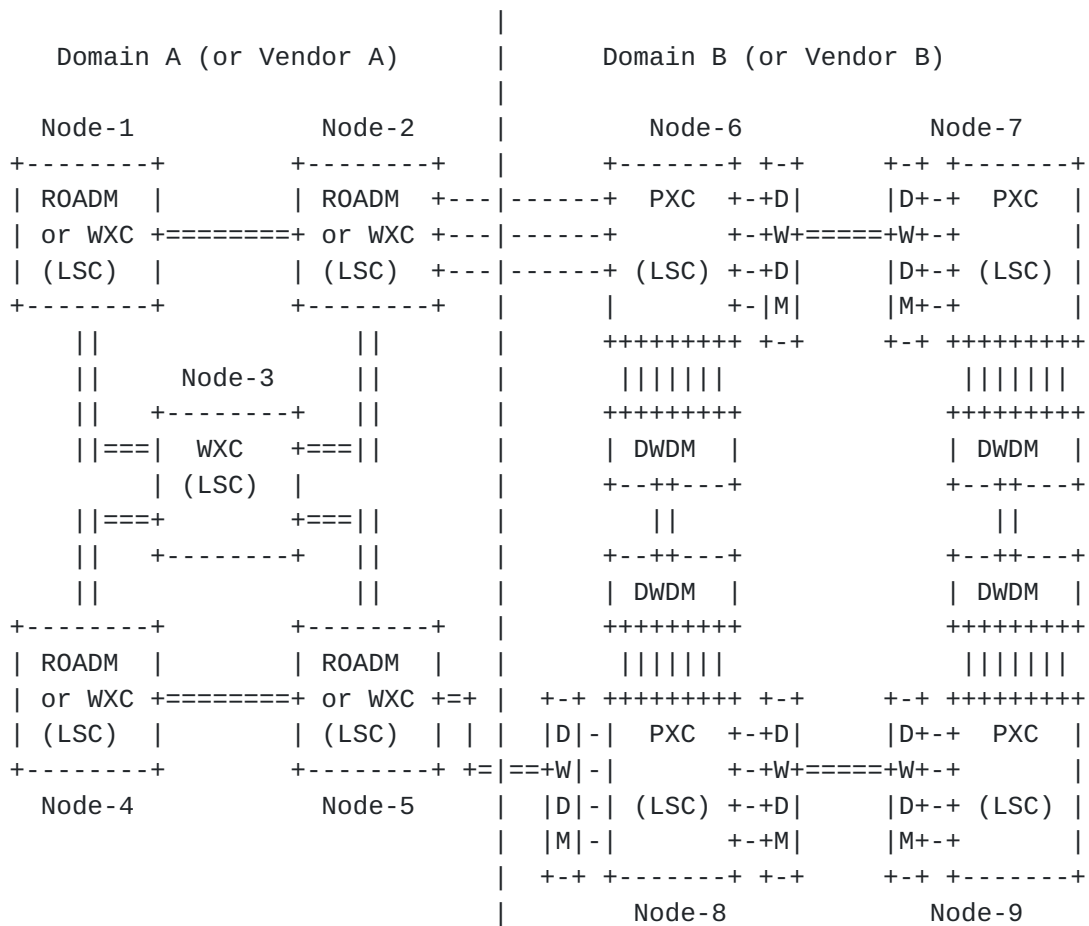 |
   Domain A (or Vendor A)       |      Domain B (or Vendor B)
                                |
  Node-1            Node-2      |         Node-6            Node-7
+--------+        +--------+    |      +-------+ +-+     +-+ +-------+
| ROADM  |        | ROADM  +---|------+  PXC  +-+D|     |D+-+  PXC  |
| or WXC +========+ or WXC +---|------+       +-+W+=====+W+-+       |
| (LSC)  |        | (LSC)  +---|------+ (LSC) +-+D|     |D+-+ (LSC) |
+--------+        +--------+    |      |       +-|M|     |M+-+       |
    ||                ||        |      +++++++++ +-+     +-+ +++++++++
    ||     Node-3     ||        |       |||||||               |||||||
    ||   +--------+   ||        |      +++++++++             +++++++++
    ||===|  WXC   +===||        |      | DWDM  |             | DWDM  |
         | (LSC)  |             |      +--++---+             +--++---+
    ||===+        +===||        |         ||                    ||
    ||   +--------+   ||        |      +--++---+             +--++---+
    ||                ||        |      | DWDM  |             | DWDM  |
+--------+        +--------+    |      +++++++++             +++++++++
| ROADM  |        | ROADM  |    |       |||||||               |||||||
| or WXC +========+ or WXC +=+  |  +-+ +++++++++ +-+     +-+ +++++++++
| (LSC)  |        | (LSC)  | |  |  |D|-|  PXC  +-+D|     |D+-+  PXC  |
+--------+        +--------+ +=|==+W|-|       +-+W+=====+W+-+       |
  Node-4            Node-5      |  |D|-| (LSC) +-+D|     |D+-+ (LSC) |
                                |  |M|-|       +-+M|     |M+-+       |
                                |  +-+ +-------+ +-+     +-+ +-------+
                                |        Node-8             Node-9